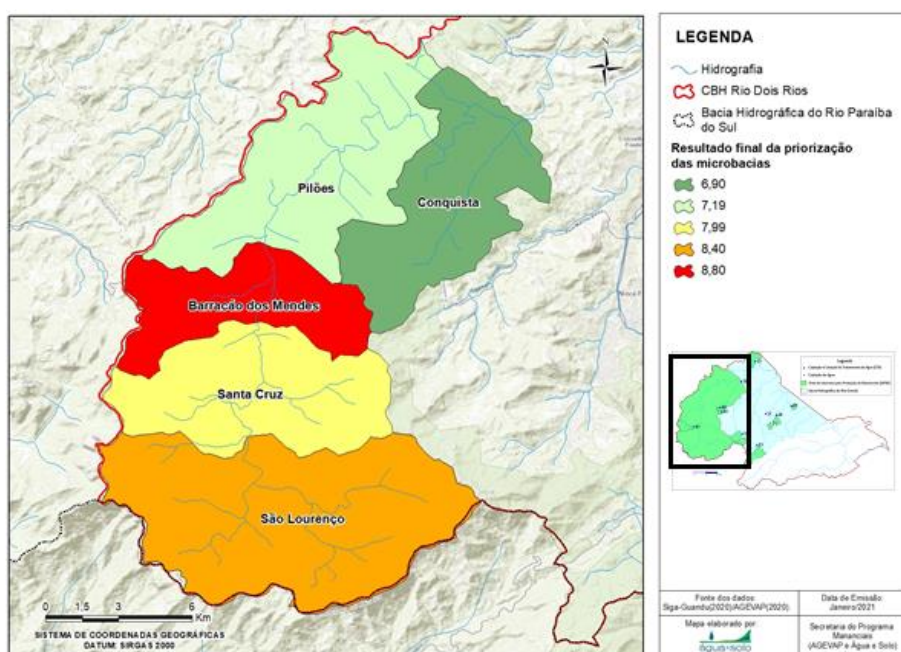 Pilões
Conquista
Barracão dos Mendes
Santa Cruz
São Lourenço
0 1,5 3 6
Km
SISTEMA DE COORDENADAS GEOGRÁFICAS
DATUM: SIRGAS 2000
LEGENDA
Hidrografia
CBH Rio Dois Rios
Bacia Hidrográfica do Rio Paraíba
do Sul
Resultado final da priorização
das microbacias
6,90
7,19
7,99
8,40
8,80
Legenda
Fonte dos dados:
Siga-Guandu(2020)/AGEVAP(2020)
Data de Emissão:
Janeiro/2021
Mapa elaborado por:
água e solo
Secretaria do Programa
Mananciais
(AGEVAP e Água e Solo)